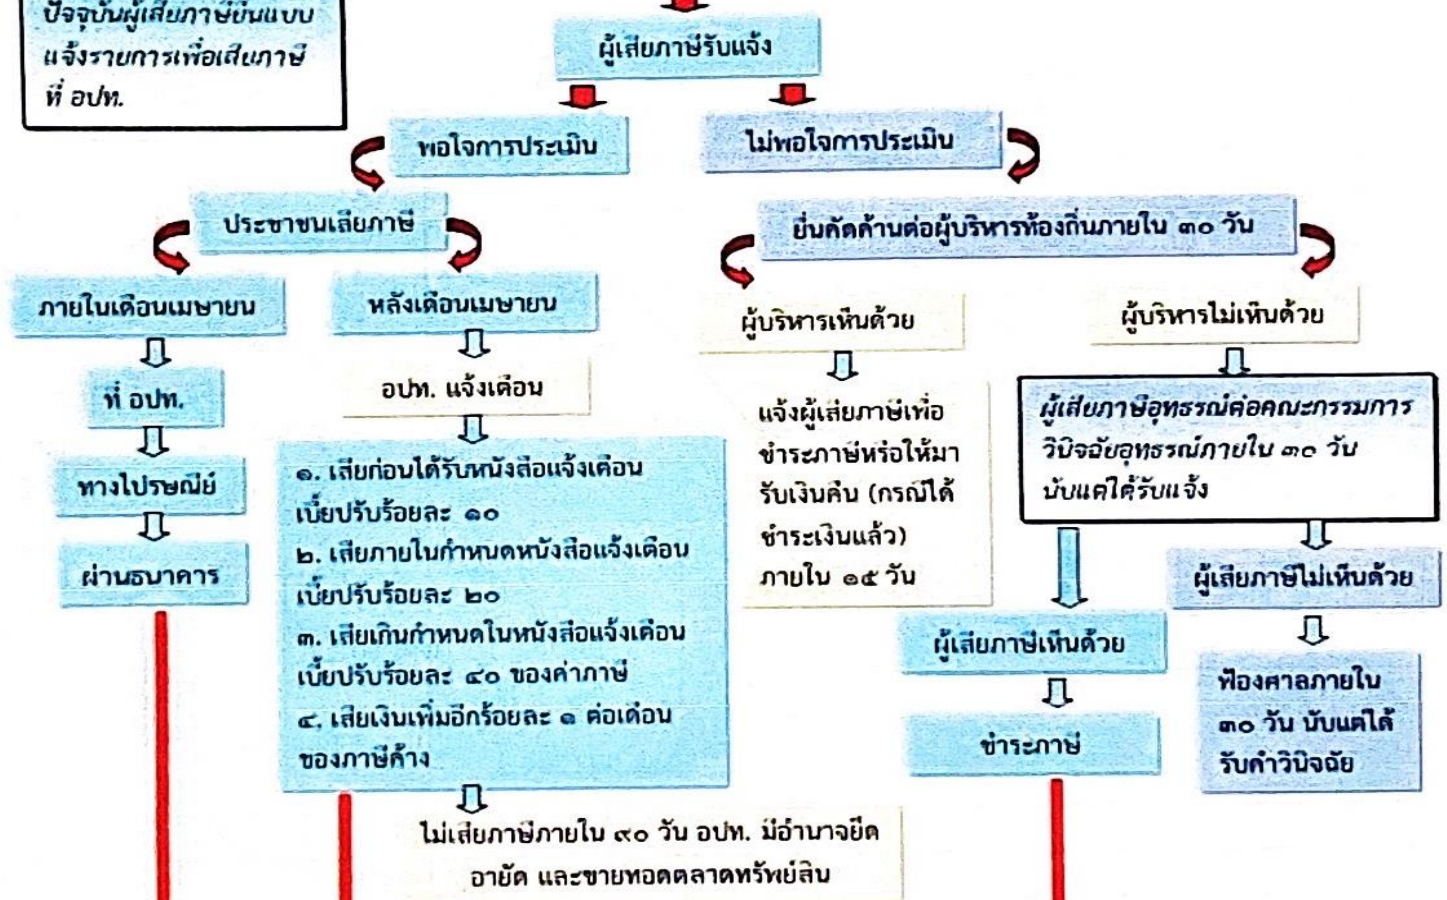 ปัจจุบันผู้เสียภาษียื่นแบบ
แจ้งรายการเพื่อเสียภาษี
ที่ อปท.
ผู้เสียภาษีรับแจ้ง
พอใจการประเมิน
ไม่พอใจการประเมิน
ประชาชนเสียภาษี
ยื่นคัดค้านต่อผู้บริหารท้องถิ่นภายใน ๓๐ วัน
ภายในเดือนเมษายน
หลังเดือนเมษายน
ผู้บริหารเห็นด้วย
ผู้บริหารไม่เห็นด้วย
ที่ อปท.
ทางไปรษณีย์
ผ่านธนาคาร
อปท. แจ้งเตือน
๑. เสียก่อนได้รับหนังสือแจ้งเตือน
เบี้ยปรับร้อยละ ๑๐
๒. เสียภายในกำหนดหนังสือแจ้งเตือน
เบี้ยปรับร้อยละ ๒๐
๓. เสียเกินกำหนดในหนังสือแจ้งเตือน
เบี้ยปรับร้อยละ ๔๐ ของค่าภาษี
๔. เสียเงินเพิ่มอีกร้อยละ ๑ ต่อเดือน
ของภาษีค้าง
ไม่เสียภาษีภายใน ๙๐ วัน อปท. มีอำนาจยึด
อายัด และขายทอดตลาดทรัพย์สิน
แจ้งผู้เสียภาษีเพื่อ
ชำระภาษีหรือให้มา
รับเงินคืน (กรณีได้
ชำระเงินแล้ว)
ภายใน ๑๕ วัน
ผู้เสียภาษีอุทธรณ์ต่อคณะกรรมการ
วินิจฉัยอุทธรณ์ภายใน ๓๐ วัน
นับแต่ได้รับแจ้ง
ผู้เสียภาษีเห็นด้วย
ชำระภาษี
ผู้เสียภาษีไม่เห็นด้วย
ฟ้องศาลภายใน
๓๐ วัน นับแต่ได้
รับคำวินิจฉัย